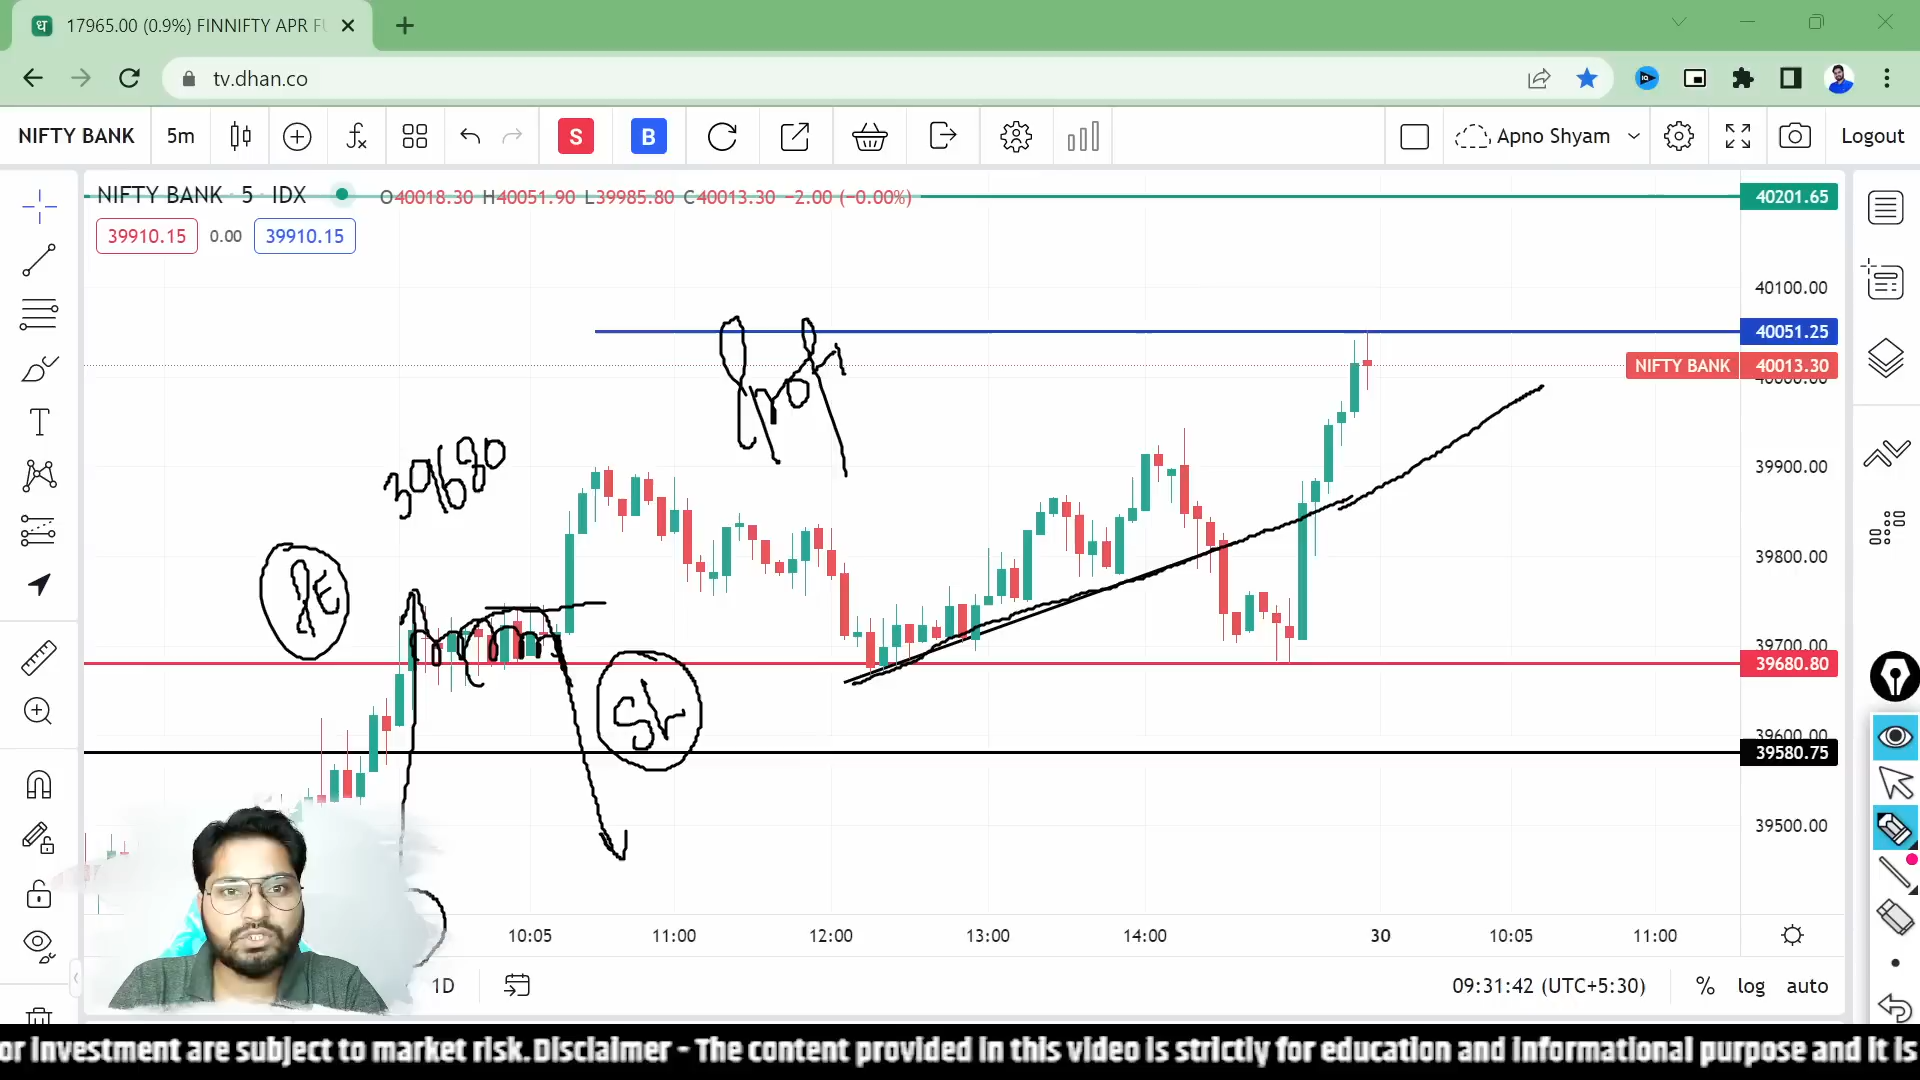 17965.00 (0.9%) FINNIFTY APR FU
tv.dhan.co
NIFTY BANK 5m S B Apno Shyam Logout
NIFTY BANK · 5 · IDX O40018.30 H40051.90 L39985.80 C40013.30 −2.00 (−0.00%)
39910.15 0.00 39910.15
40201.65
40100.00
40051.25
NIFTY BANK 40013.30
40000.00
39900.00
39800.00
39700.00
39680.80
39600.00
39580.75
39500.00
39680
PE
SL
10:05 11:00 12:00 13:00 14:00 30 10:05 11:00
1D 09:31:42 (UTC+5:30) % log auto
or investment are subject to market risk.Disclaimer - The content provided in this video is strictly for education and informational purpose and it is